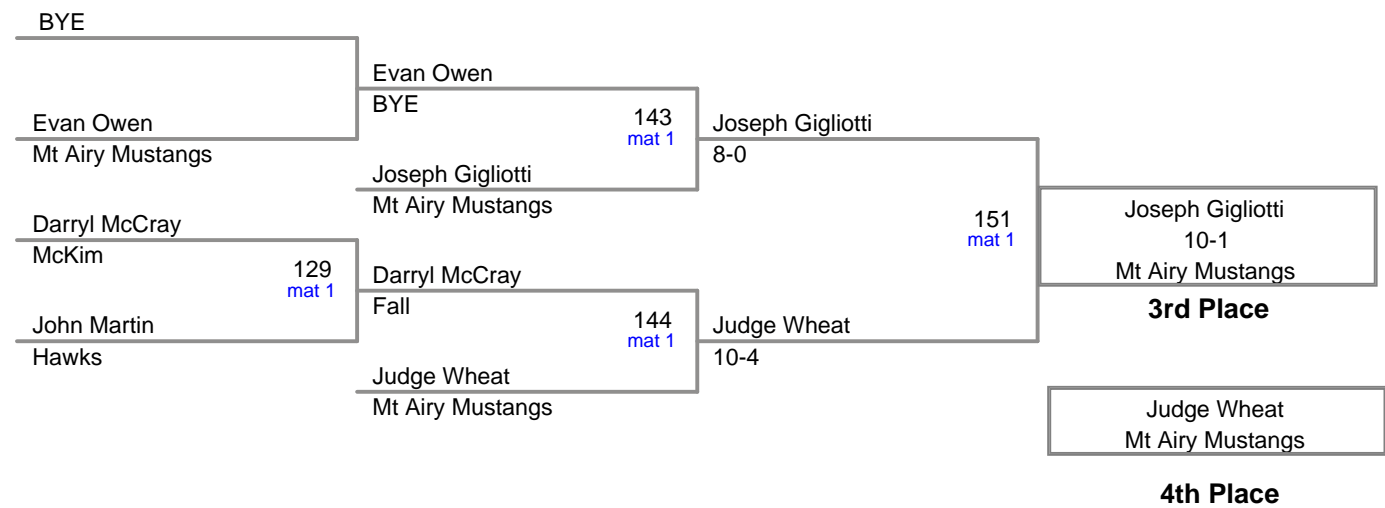 BYE
Evan Owen
BYE
Evan Owen
Mt Airy Mustangs
143
mat 1
Joseph Gigliotti
8-0
Joseph Gigliotti
Mt Airy Mustangs
Darryl McCray
McKim
129
mat 1
Darryl McCray
Fall
John Martin
Hawks
144
mat 1
Judge Wheat
10-4
Judge Wheat
Mt Airy Mustangs
151
mat 1
Joseph Gigliotti
10-1
Mt Airy Mustangs
3rd Place
Judge Wheat
Mt Airy Mustangs
4th Place